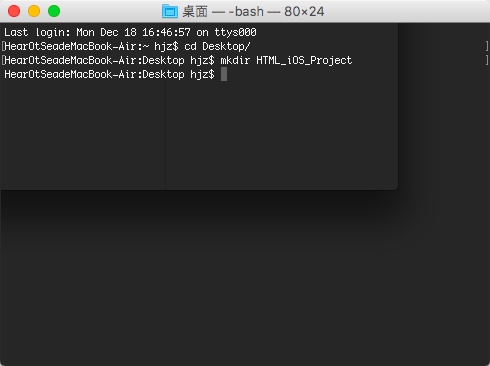 桌面 — -bash — 80×24
Last login: Mon Dec 18 16:46:57 on ttys000
[HearOtSeadeMacBook-Air:~ hjz$ cd Desktop/ ]
[HearOtSeadeMacBook-Air:Desktop hjz$ mkdir HTML_iOS_Project ]
HearOtSeadeMacBook-Air:Desktop hjz$